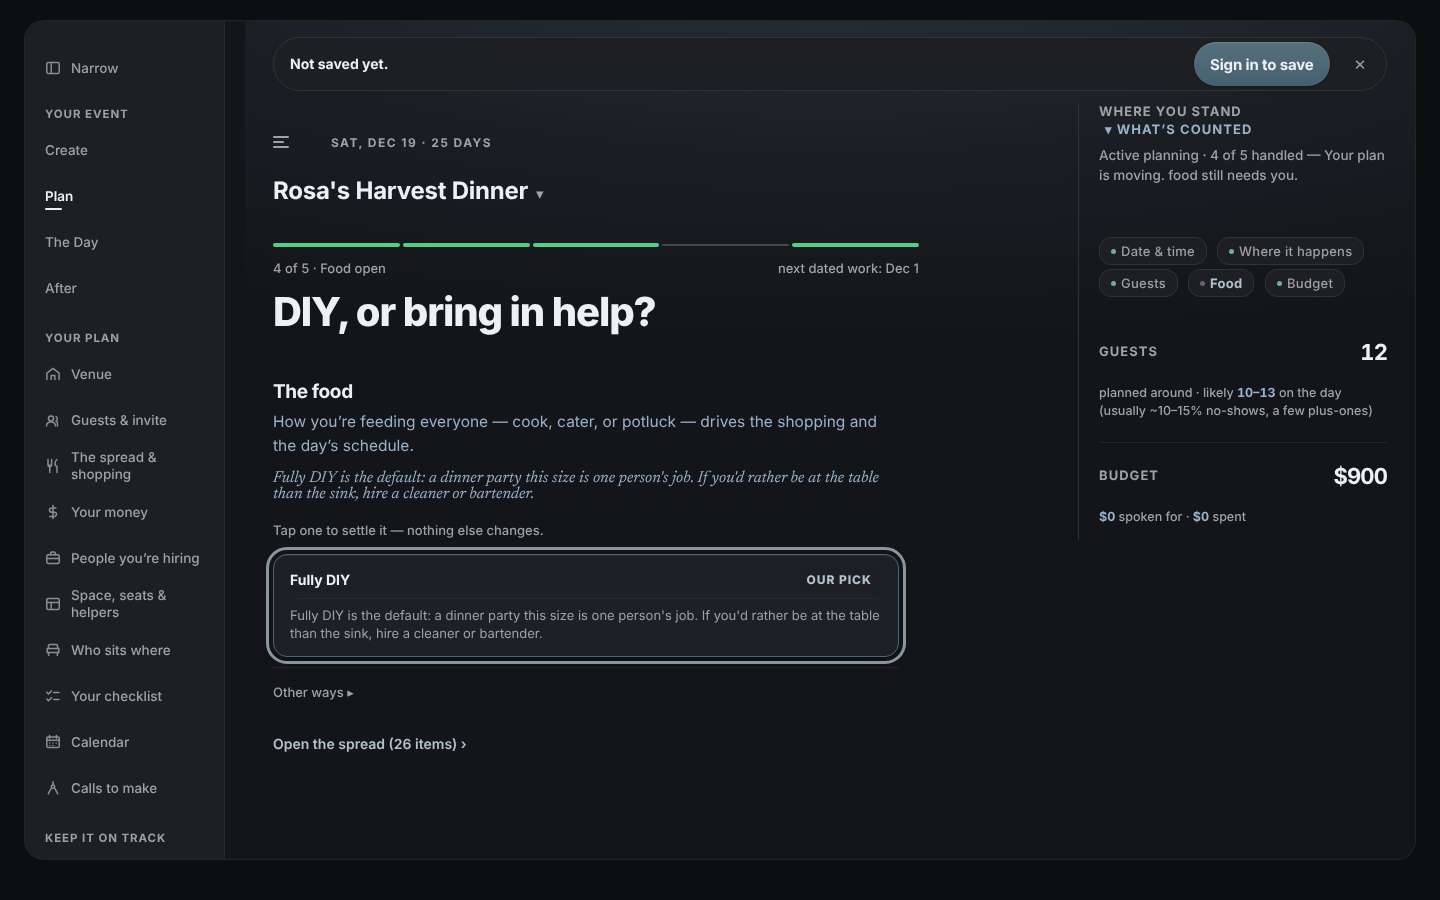 Narrow
YOUR EVENT
Create
Plan
The Day
After
YOUR PLAN
Venue
Guests & invite
The spread &
shopping
Your money
People you're hiring
Space, seats &
helpers
Who sits where
Your checklist
Calendar
Calls to make
KEEP IT ON TRACK
Not saved yet.
Sign in to save
×
SAT, DEC 19 · 25 DAYS
Rosa's Harvest Dinner ▾
4 of 5 · Food open
next dated work: Dec 1
DIY, or bring in help?
The food
How you’re feeding everyone — cook, cater, or potluck — drives the shopping and
the day’s schedule.
Fully DIY is the default: a dinner party this size is one person's job. If you'd rather be at the table
than the sink, hire a cleaner or bartender.
Tap one to settle it — nothing else changes.
Fully DIY
OUR PICK
Fully DIY is the default: a dinner party this size is one person's job. If you'd rather be at the table
than the sink, hire a cleaner or bartender.
Other ways ▸
Open the spread (26 items) ›
WHERE YOU STAND
▾ WHAT’S COUNTED
Active planning · 4 of 5 handled — Your plan
is moving. food still needs you.
Date & time
Where it happens
Guests
Food
Budget
GUESTS
12
planned around · likely 10–13 on the day
(usually ~10–15% no-shows, a few plus-ones)
BUDGET
$900
$0 spoken for · $0 spent